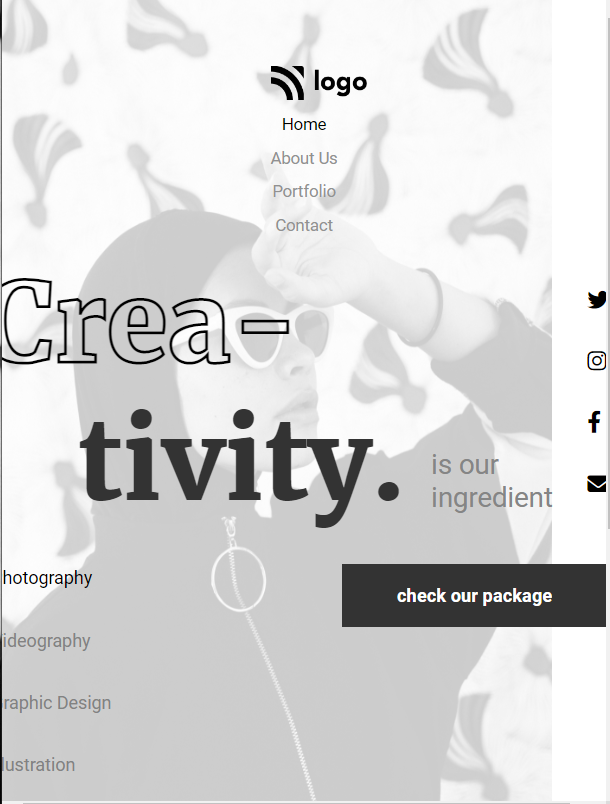 logo
Home
About Us
Portfolio
Contact
Crea-
tivity.
is our
ingredient
hotography
check our package
ideography
raphic Design
lustration